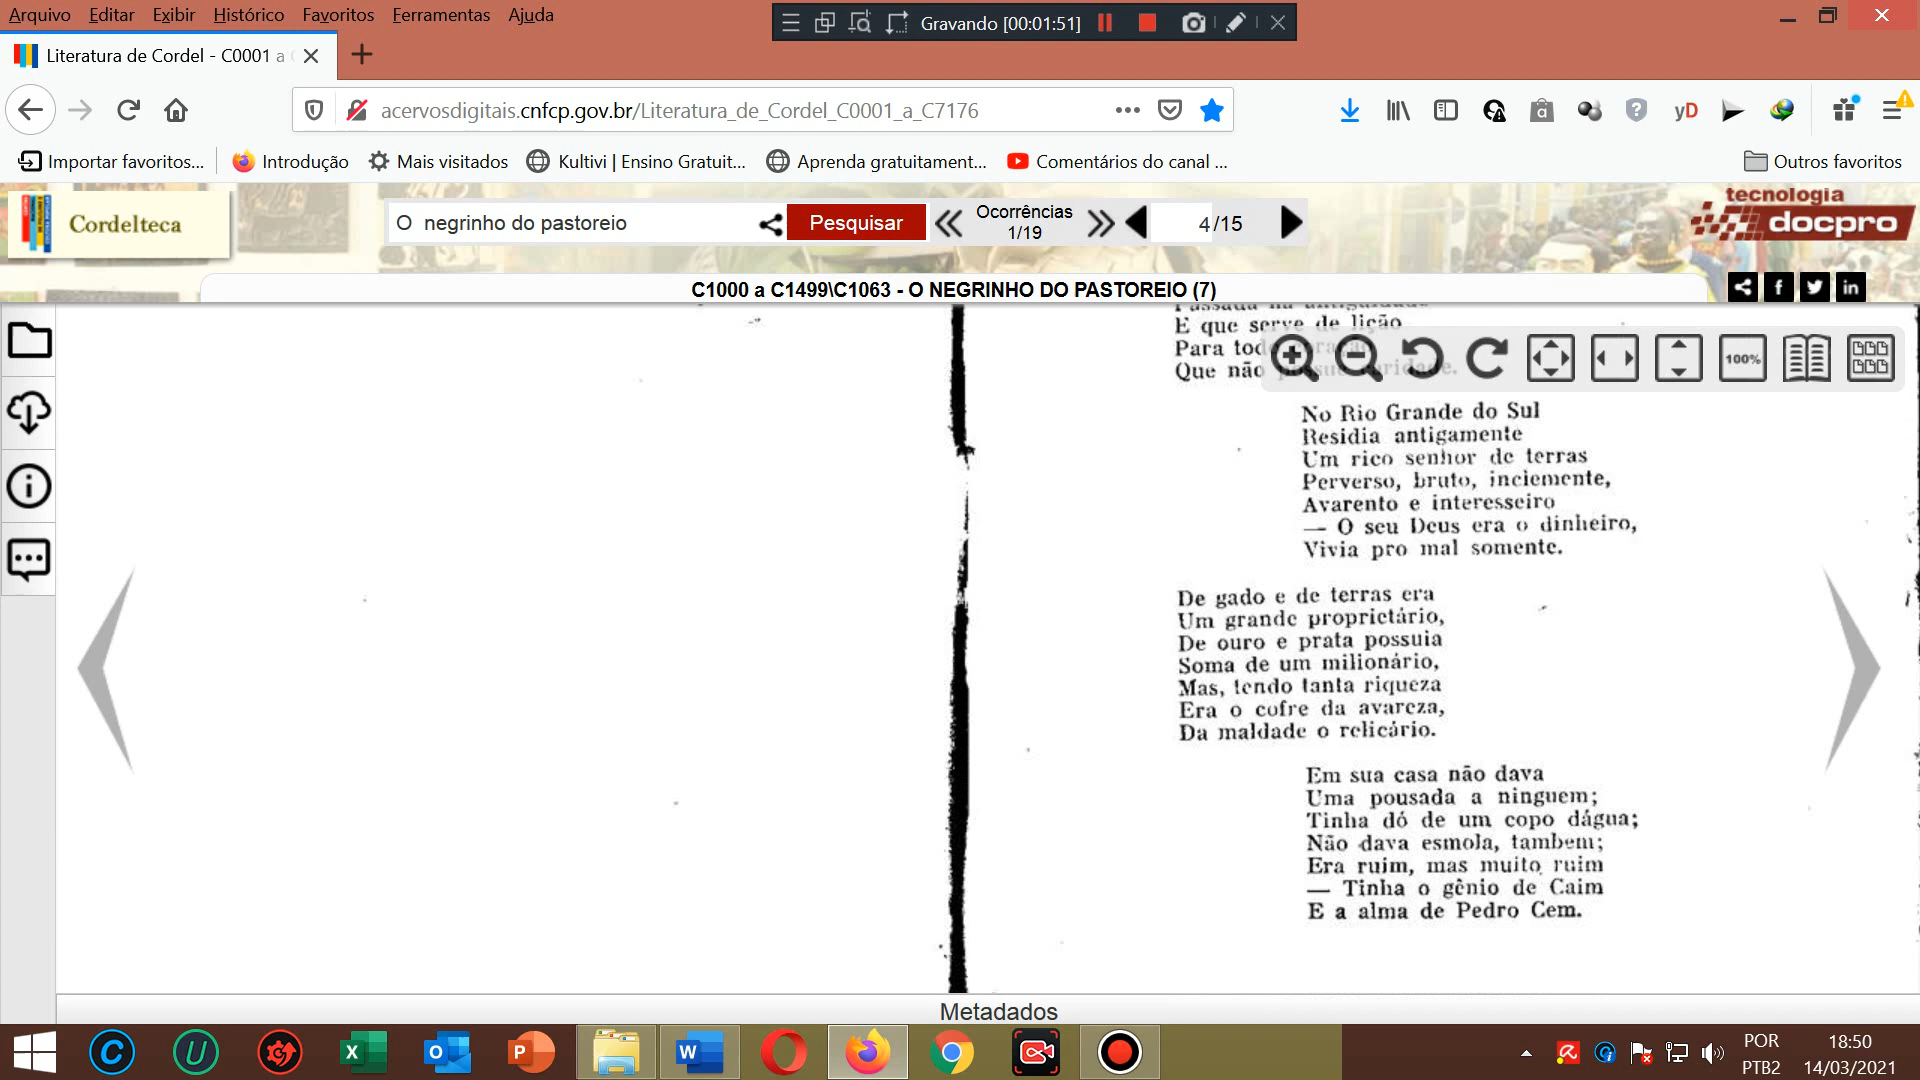 Arquivo Editar Exibir Histórico Favoritos Ferramentas Ajuda
Gravando [00:01:51]
Literatura de Cordel - C0001 a
acervosdigitais.cnfcp.gov.br/Literatura_de_Cordel_C0001_a_C7176
Importar favoritos... Introdução Mais visitados Kultivi | Ensino Gratuit... Aprenda gratuitament... Comentários do canal ... Outros favoritos
Cordelteca
O negrinho do pastoreio
Pesquisar
Ocorrências
1/19
4 /15
tecnologia
docpro
C1000 a C1499\C1063 - O NEGRINHO DO PASTOREIO (7)
E que serve de lição
Para
Que não
100%
No Rio Grande do Sul
Residia antigamente
Um rico senhor de terras
Perverso, bruto, inclemente,
Avarento e interesseiro
— O seu Deus era o dinheiro,
Vivia pro mal somente.
De gado e de terras era
Um grande proprietário,
De ouro e prata possuia
Soma de um milionário,
Mas, tendo tanta riqueza
Era o cofre da avareza,
Da maldade o relicário.
Em sua casa não dava
Uma pousada a ninguem;
Tinha dó de um copo dágua;
Não dava esmola, tambem;
Era ruim, mas muito ruim
— Tinha o gênio de Caim
E a alma de Pedro Cem.
Metadados
POR
PTB2
18:50
14/03/2021